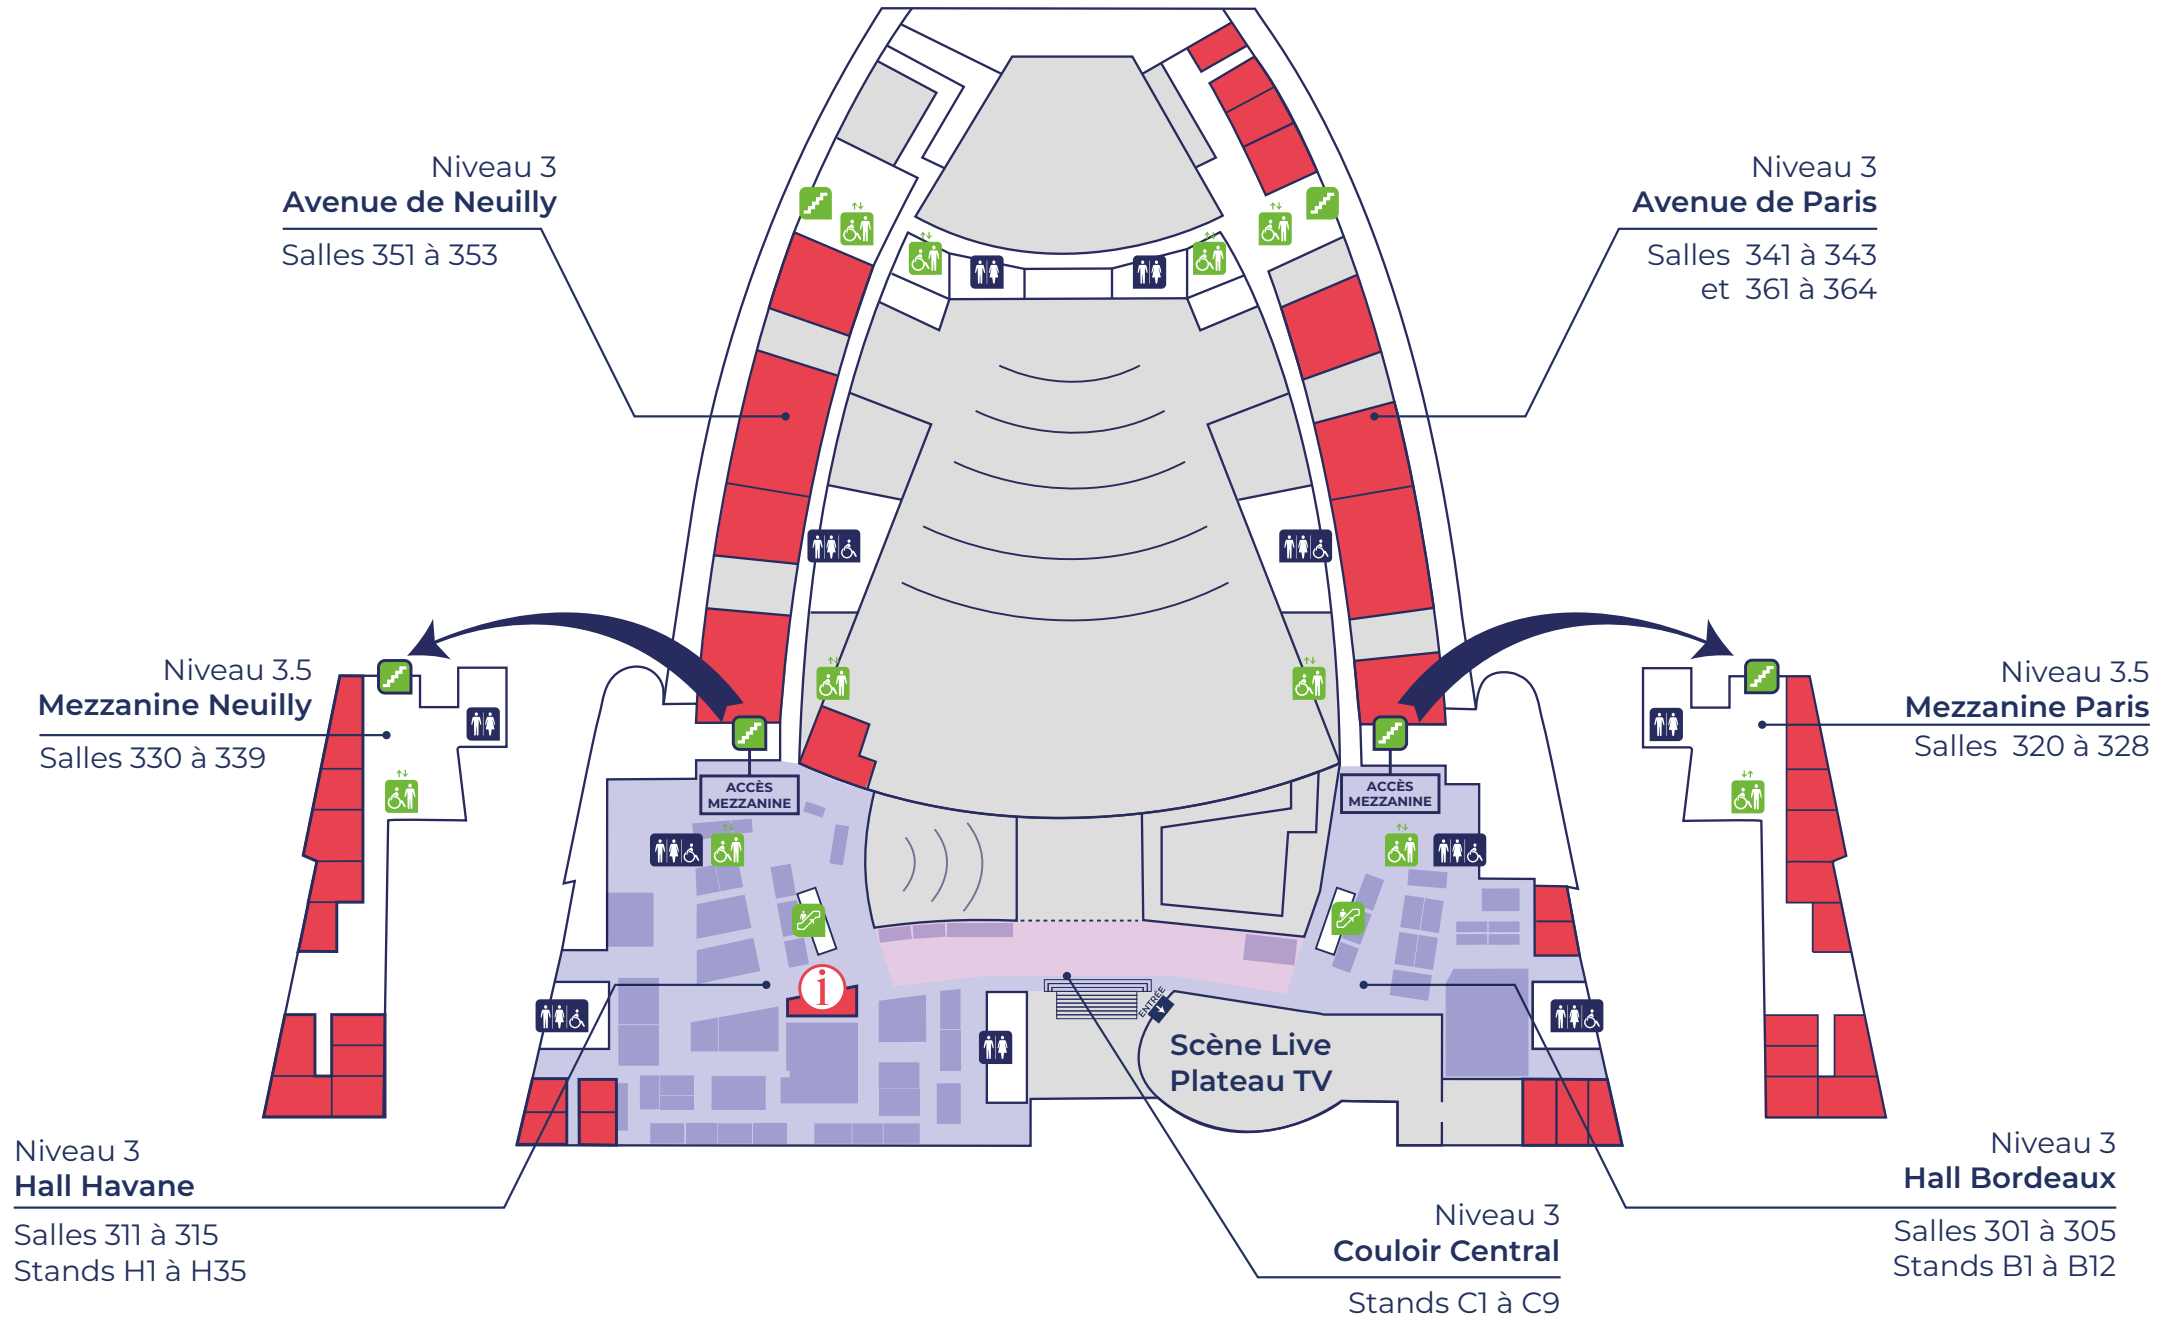 Niveau 3
Avenue de Neuilly
Salles 351 à 353
Niveau 3
Avenue de Paris
Salles 341 à 343
et 361 à 364
Niveau 3.5
Mezzanine Neuilly
Salles 330 à 339
Niveau 3.5
Mezzanine Paris
Salles 320 à 328
ACCÈS
MEZZANINE
ACCÈS
MEZZANINE
i
ENTRÉE
Scène Live
Plateau TV
Niveau 3
Hall Havane
Salles 311 à 315
Stands H1 à H35
Niveau 3
Couloir Central
Stands C1 à C9
Niveau 3
Hall Bordeaux
Salles 301 à 305
Stands B1 à B12